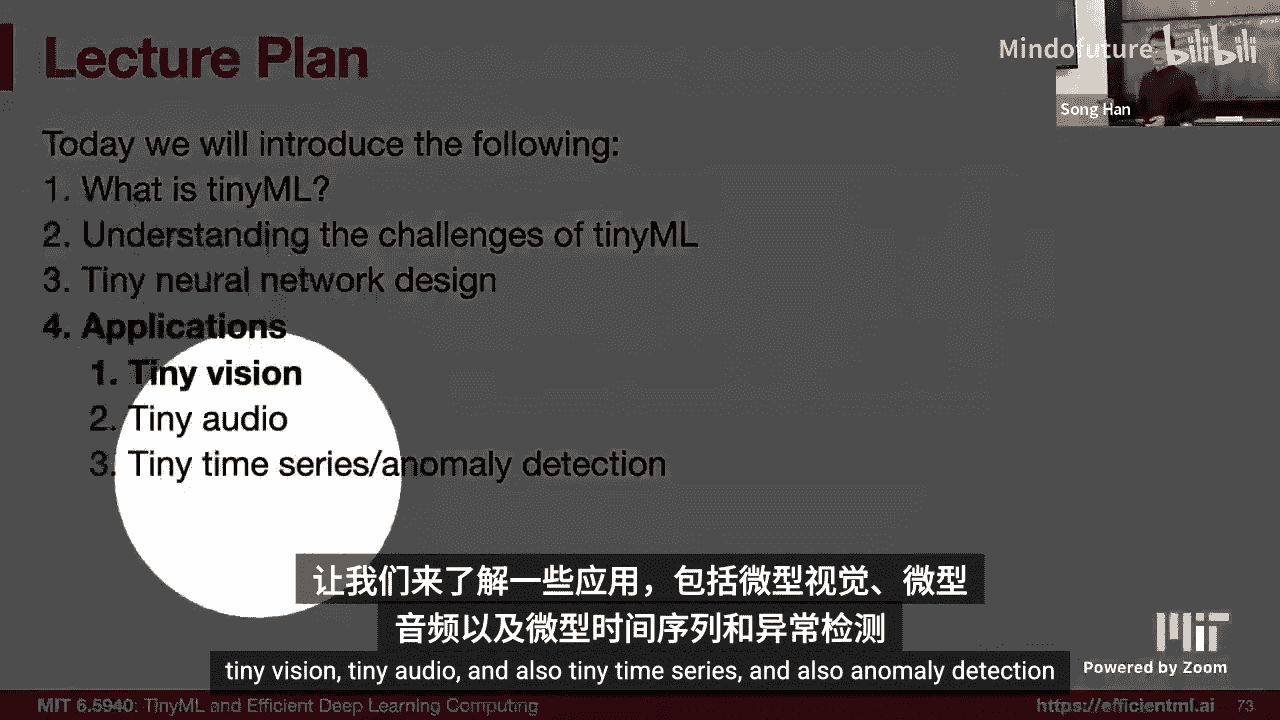 Lecture Plan
Mindofuture bilibili
Song Han
Today we will introduce the following:
1. What is tinyML?
2. Understanding the challenges of tinyML
3. Tiny neural network design
4. Applications
1. Tiny vision
2. Tiny audio
3. Tiny time series/anomaly detection
让我们来了解一些应用，包括微型视觉、微型
音频以及微型时间序列和异常检测
tiny vision, tiny audio, and also tiny time series, and also anomaly detection
MIT
Powered by Zoom
MIT 6.5940: TinyML and Efficient Deep Learning Computing
https://efficientml.ai
73